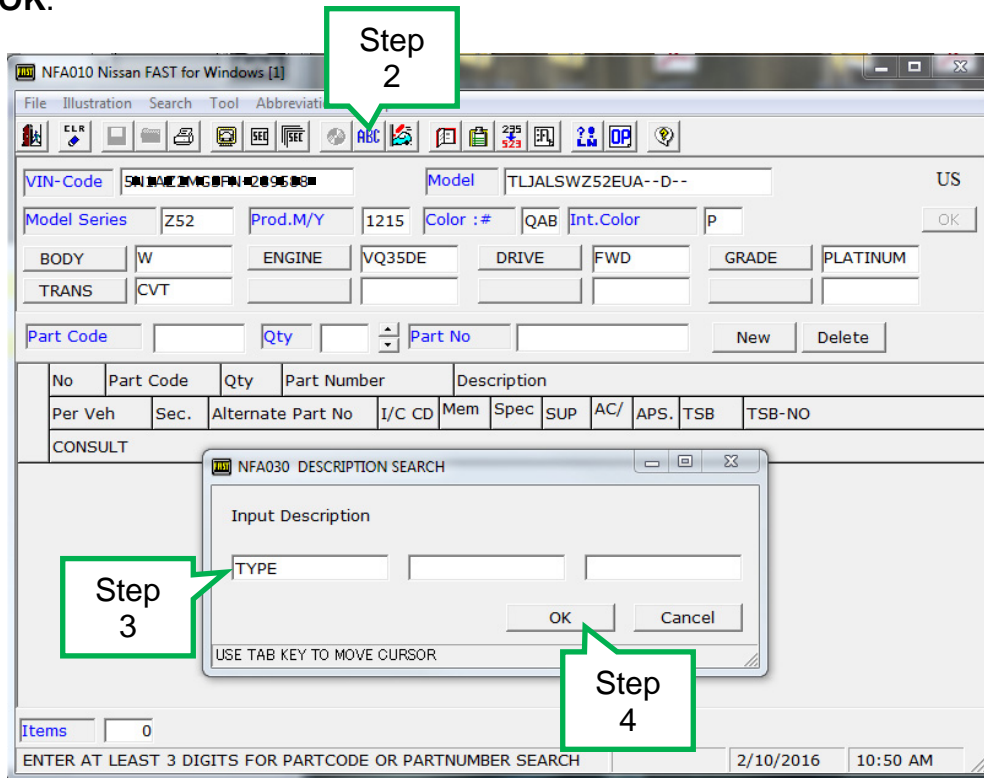 OK.
Step
2
NFA010 Nissan FAST for Windows [1]
File Illustration Search Tool
CLR SEC SEC ABC 295 523 OP
VIN-Code Model TLJALSWZ52EUA--D-- US
Model Series Z52 Prod.M/Y 1215 Color :# QAB Int.Color P OK
BODY W ENGINE VQ35DE DRIVE FWD GRADE PLATINUM
TRANS CVT
Part Code Qty Part No New Delete
No Part Code Qty Part Number Description
Per Veh Sec. Alternate Part No I/C CD Mem Spec SUP AC/ APS. TSB TSB-NO
CONSULT
NFA030 DESCRIPTION SEARCH
Input Description
TYPE
Step
3
OK Cancel
USE TAB KEY TO MOVE CURSOR
Step
4
Items 0
ENTER AT LEAST 3 DIGITS FOR PARTCODE OR PARTNUMBER SEARCH 2/10/2016 10:50 AM